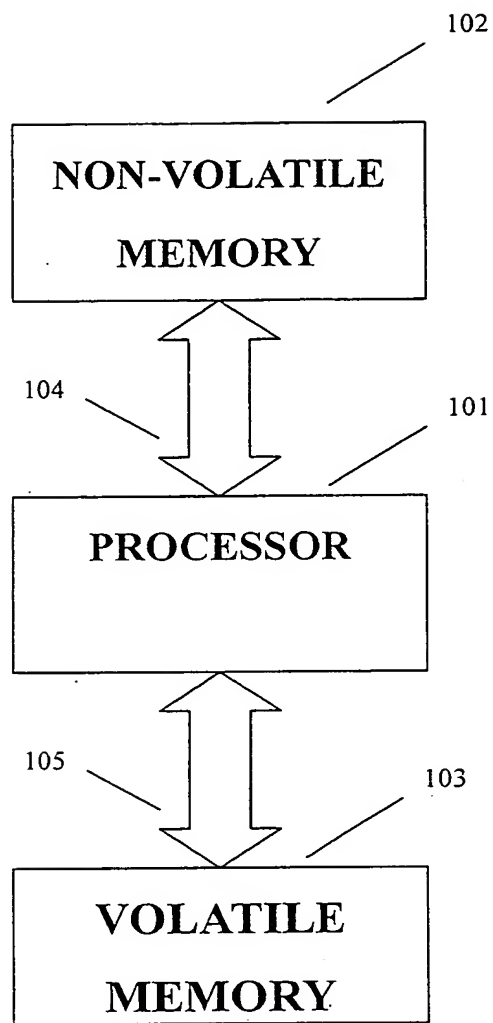 102
NON-VOLATILE
MEMORY
104
101
PROCESSOR
105
103
VOLATILE
MEMORY